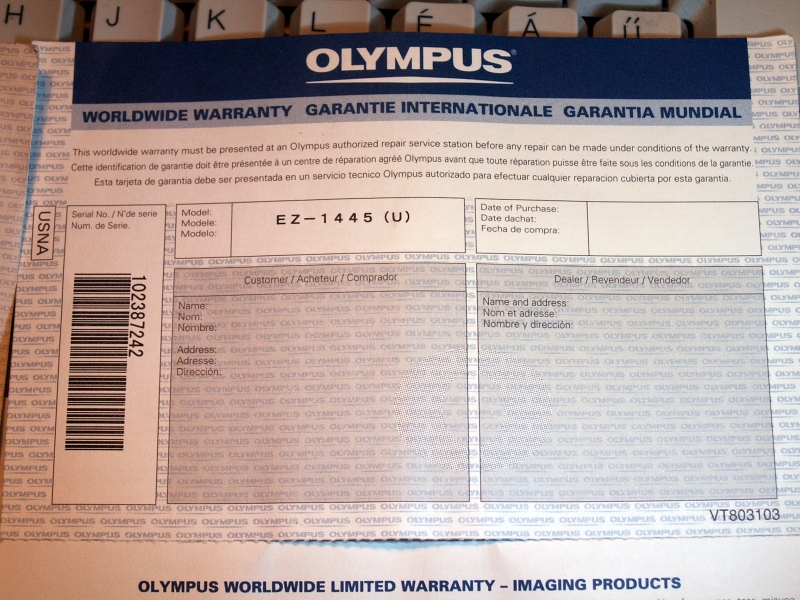 H J K L É Á Ű
OLYMPUS®
WORLDWIDE WARRANTY GARANTIE INTERNATIONALE GARANTIA MUNDIAL
This worldwide warranty must be presented at an Olympus authorized repair service station before any repair can be made under conditions of the warranty.
Cette identification de garantie doit être présentée à un centre de réparation agréé Olympus avant que toute réparation puisse être faite sous les conditions de la garantie.
Esta tarjeta de garantia debe ser presentada en un servicio tecnico Olympus autorizado para efectuar cualquier reparacion cubierta por esta garantia.
USNA
Serial No. / N°de serie
Num. de Serie.
102387242
Model:
Modele:
Modelo:
EZ-1445 (U)
Date of Purchase:
Date dachat:
Fecha de compra:
Customer / Acheteur / Comprador
Name:
Nom:
Nombre:
Address:
Adresse:
Dirección:
Dealer / Revendeur / Vendedor
Name and address:
Nom et adresse:
Nombre y dirección:
VT803103
OLYMPUS WORLDWIDE LIMITED WARRANTY – IMAGING PRODUCTS